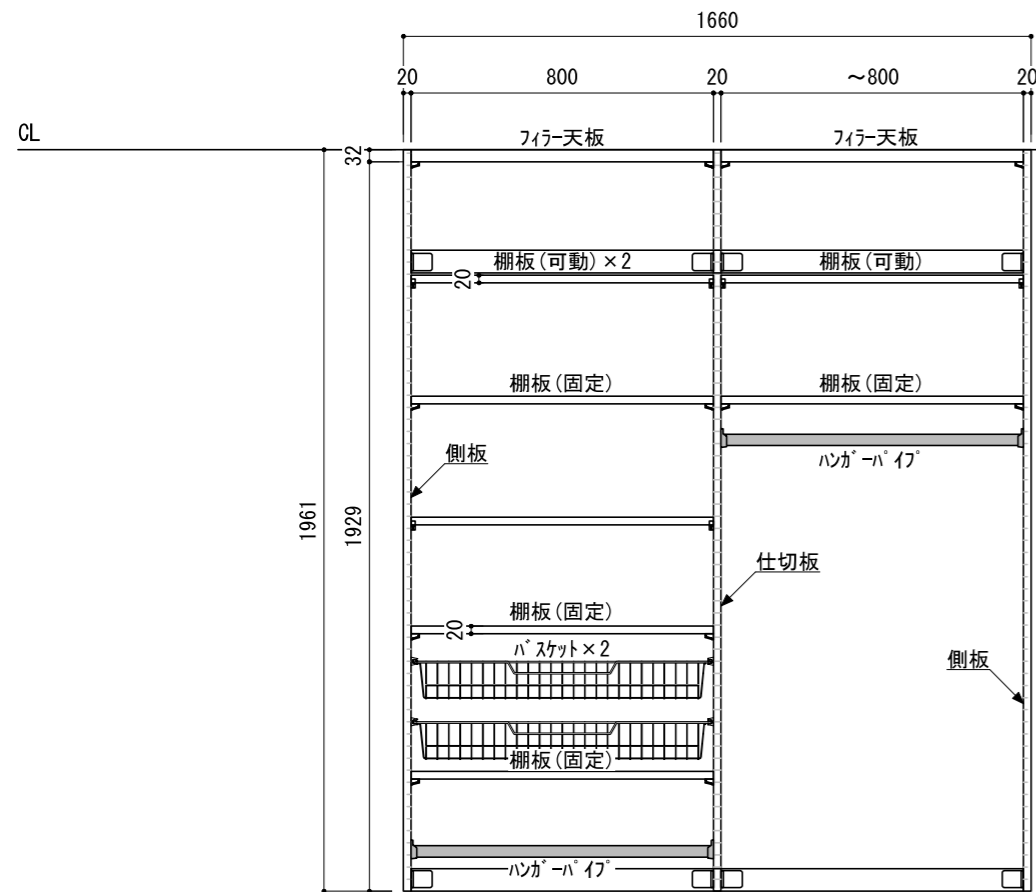 1660
20 800 20 ～800 20
CL
フィラー天板 フィラー天板
32
棚板(可動)×2 棚板(可動)
20
棚板(固定) 棚板(固定)
ハンガーパイプ
側板
1961
1929
仕切板
棚板(固定)
20
バスケット×2
側板
棚板(固定)
ハンガーパイプ